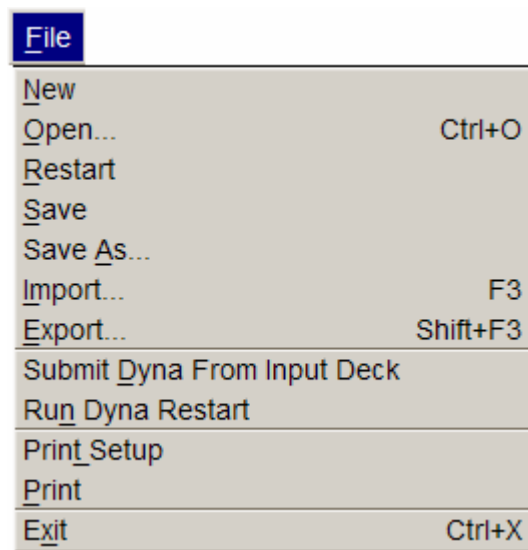 File
New
Open... Ctrl+O
Restart
Save
Save As...
Import... F3
Export... Shift+F3
Submit Dyna From Input Deck
Run Dyna Restart
Print Setup
Print
Exit Ctrl+X